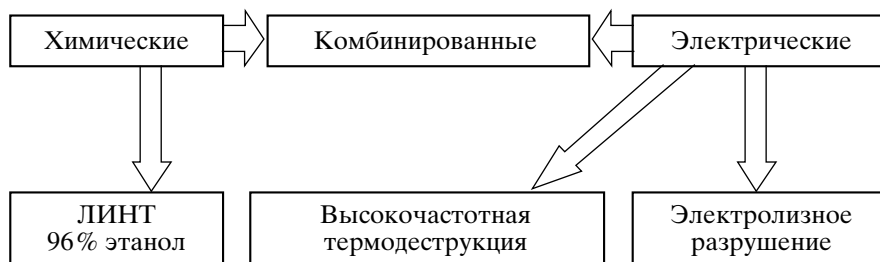 Химические
Комбинированные
Электрические
ЛИНТ
96% этанол
Высокочастотная
термодеструкция
Электролизное
разрушение